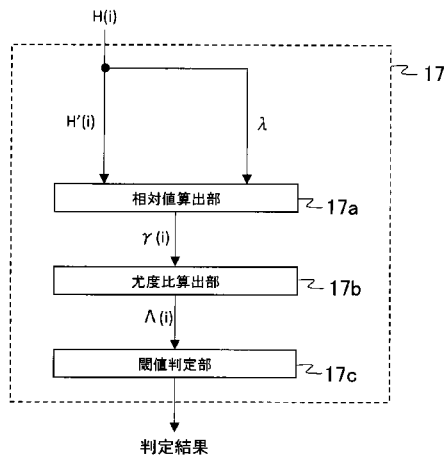 H(i)
17
H'(i)
λ
相対値算出部
17a
γ(i)
尤度比算出部
17b
Λ(i)
閾値判定部
17c
判定結果